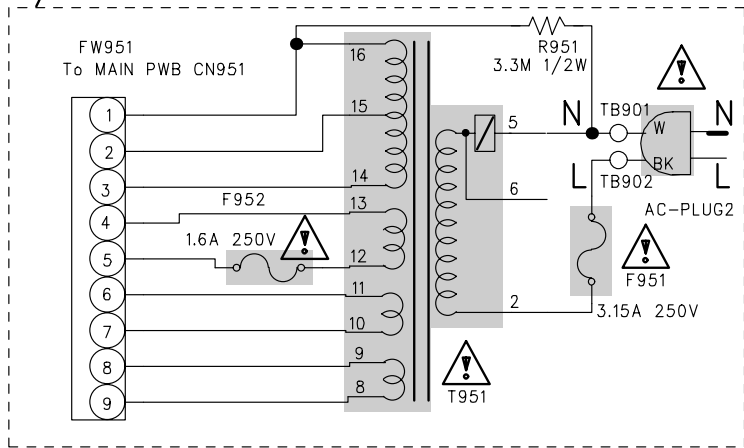 FW951
To MAIN PWB CN951
R951
3.3M 1/2W
16
15
14
13
12
11
10
9
8
1
2
3
4
5
6
7
8
9
F952
1.6A 250V
5
6
2
N
L
TB901
TB902
W
BK
N
L
AC-PLUG2
F951
3.15A 250V
T951